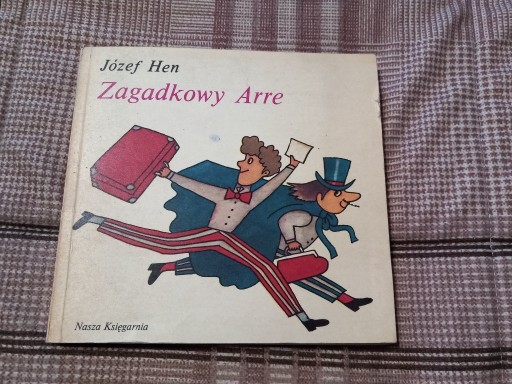 Józef Hen
Zagadkowy Arre
Nasza Księgarnia